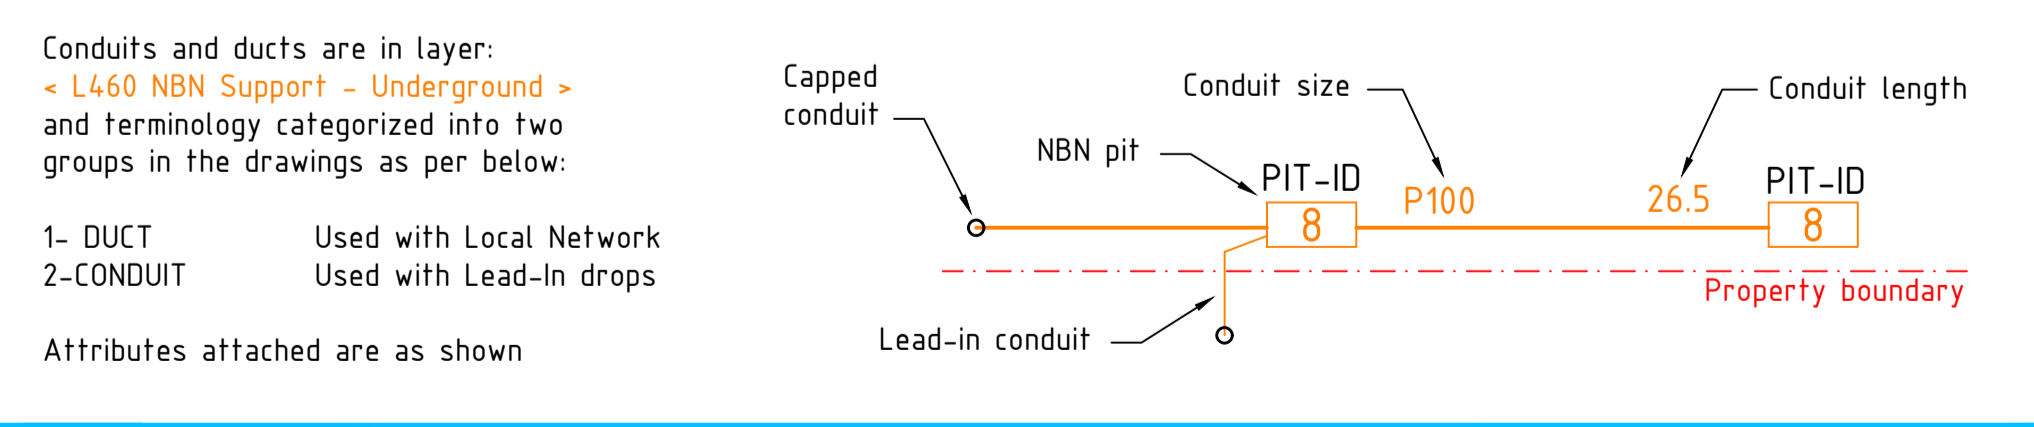 Conduits and ducts are in layer:
< L460 NBN Support - Underground >
and terminology categorized into two
groups in the drawings as per below:
1- DUCT Used with Local Network
2-CONDUIT Used with Lead-In drops
Attributes attached are as shown
Capped
conduit
NBN pit
Conduit size
Conduit length
PIT-ID
8
P100
26.5
PIT-ID
8
Property boundary
Lead-in conduit